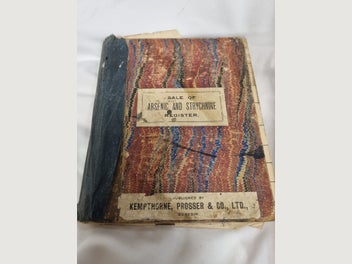 SALE OF
ARSENIC AND STRYCHNINE
REGISTER.
PUBLISHED BY
KEMPTHORNE, PROSSER & CO., LTD.,